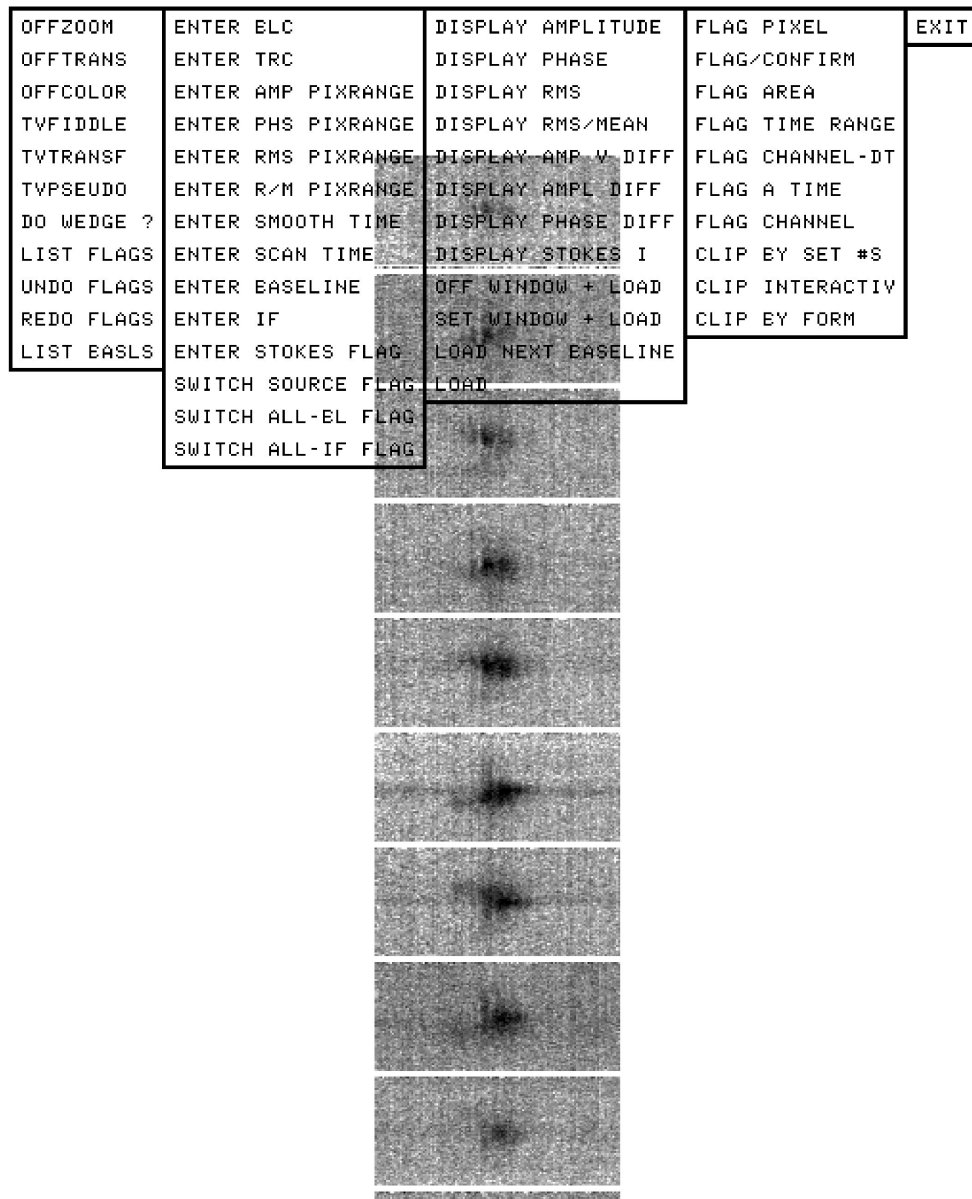 OFFZOOM
OFFTRANS
OFFCOLOR
TVFIDDLE
TVTRANSF
TVPSEUDO
DO WEDGE ?
LIST FLAGS
UNDO FLAGS
REDO FLAGS
LIST BASLS
ENTER BLC
ENTER TRC
ENTER AMP PIXRANGE
ENTER PHS PIXRANGE
ENTER RMS PIXRANGE
ENTER R/M PIXRANGE
ENTER SMOOTH TIME
ENTER SCAN TIME
ENTER BASELINE
ENTER IF
ENTER STOKES FLAG
SWITCH SOURCE FLAG
SWITCH ALL-BL FLAG
SWITCH ALL-IF FLAG
DISPLAY AMPLITUDE
DISPLAY PHASE
DISPLAY RMS
DISPLAY RMS/MEAN
DISPLAY AMP V DIFF
DISPLAY AMPL DIFF
DISPLAY PHASE DIFF
DISPLAY STOKES I
OFF WINDOW + LOAD
SET WINDOW + LOAD
LOAD NEXT BASELINE
LOAD
FLAG PIXEL
FLAG/CONFIRM
FLAG AREA
FLAG TIME RANGE
FLAG CHANNEL-DT
FLAG A TIME
FLAG CHANNEL
CLIP BY SET #S
CLIP INTERACTIV
CLIP BY FORM
EXIT